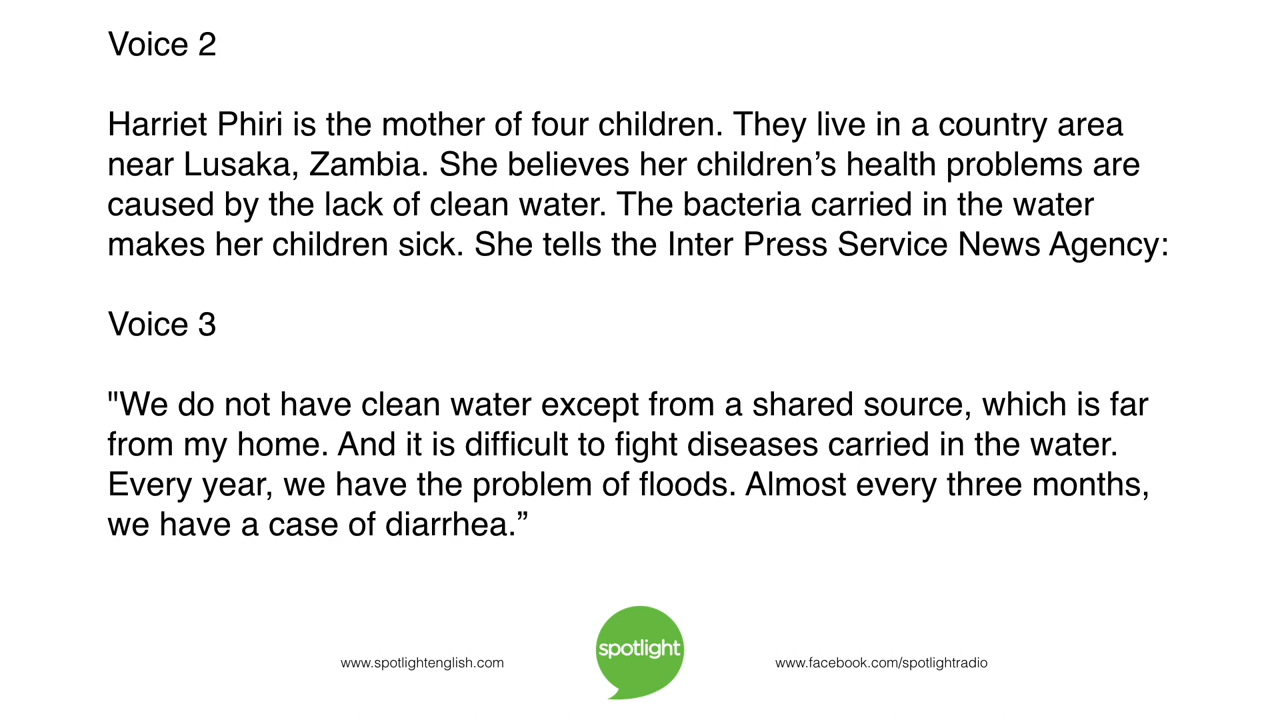 Voice 2
Harriet Phiri is the mother of four children. They live in a country area
near Lusaka, Zambia. She believes her children’s health problems are
caused by the lack of clean water. The bacteria carried in the water
makes her children sick. She tells the Inter Press Service News Agency:
Voice 3
"We do not have clean water except from a shared source, which is far
from my home. And it is difficult to fight diseases carried in the water.
Every year, we have the problem of floods. Almost every three months,
we have a case of diarrhea.”
www.spotlightenglish.com
spotlight
www.facebook.com/spotlightradio